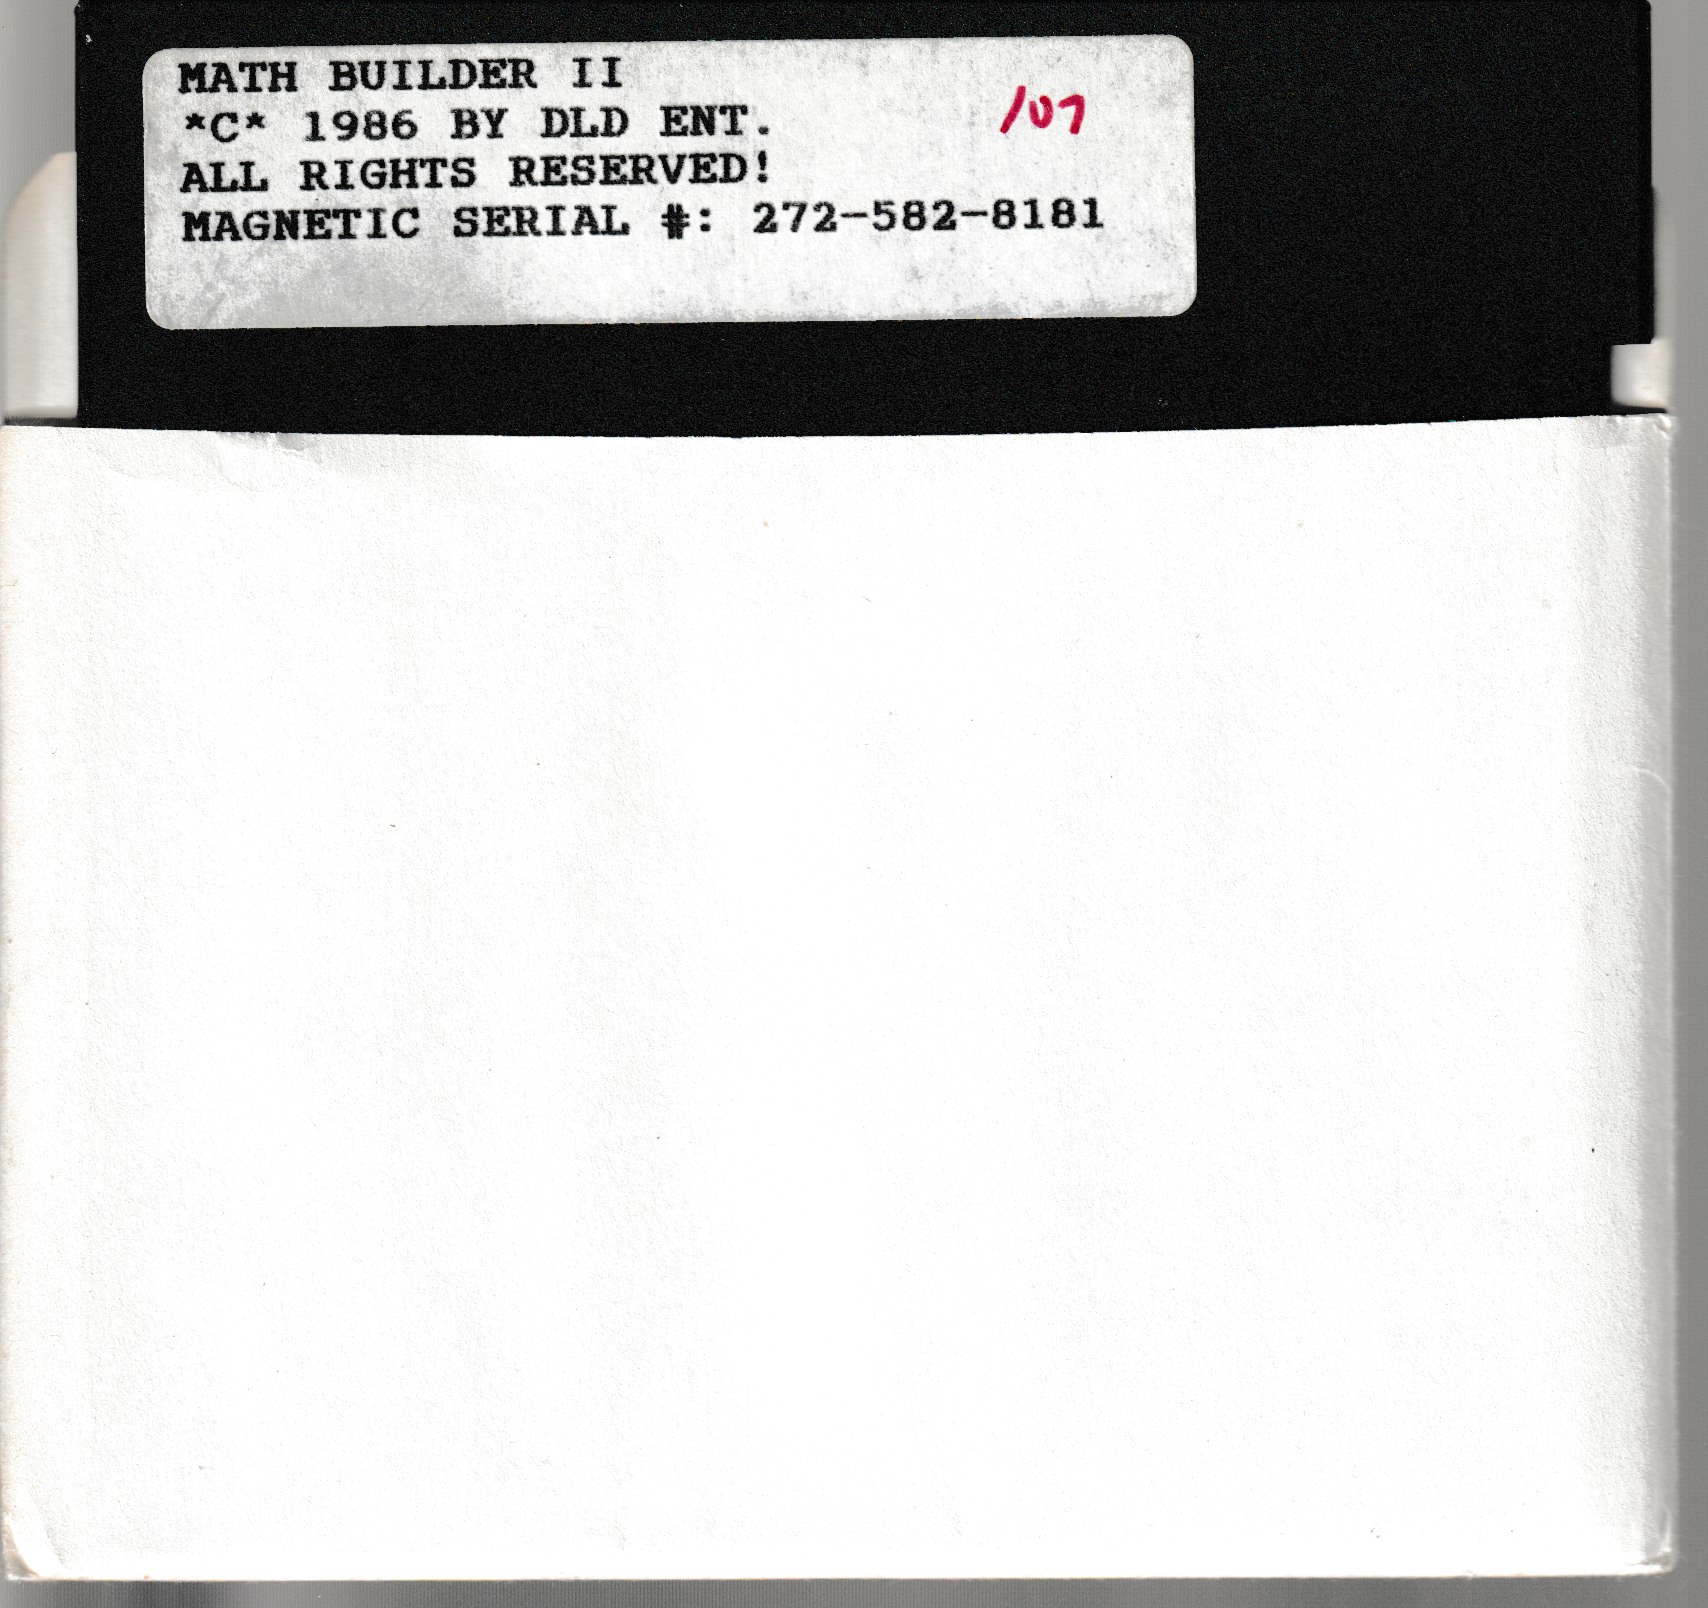 MATH BUILDER II
*C* 1986 BY DLD ENT.
107
ALL RIGHTS RESERVED!
MAGNETIC SERIAL #: 272-582-8181